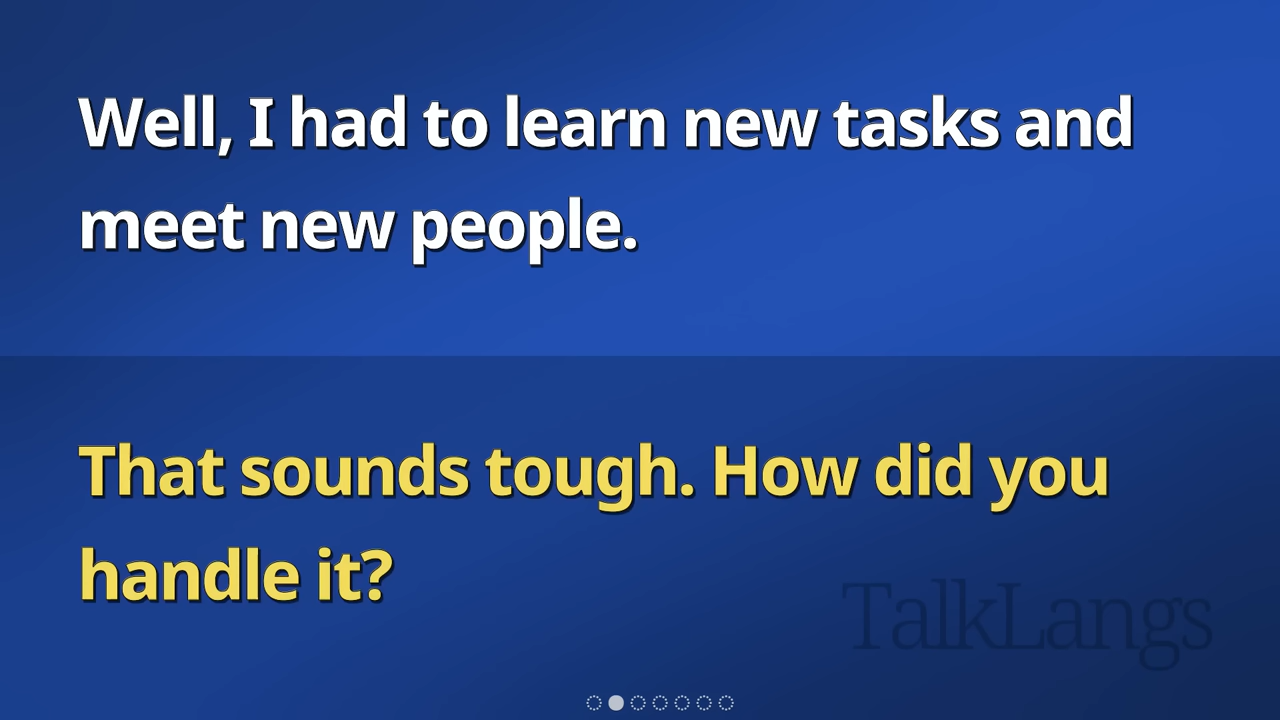 Well, I had to learn new tasks and
meet new people.
That sounds tough. How did you
handle it?
TalkLangs